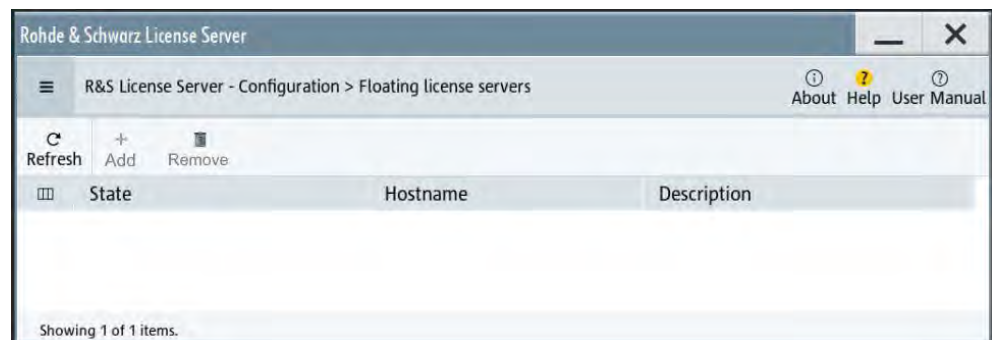 Rohde & Schwarz License Server
R&S License Server - Configuration > Floating license servers
About Help User Manual
Refresh Add Remove
State Hostname Description
Showing 1 of 1 items.